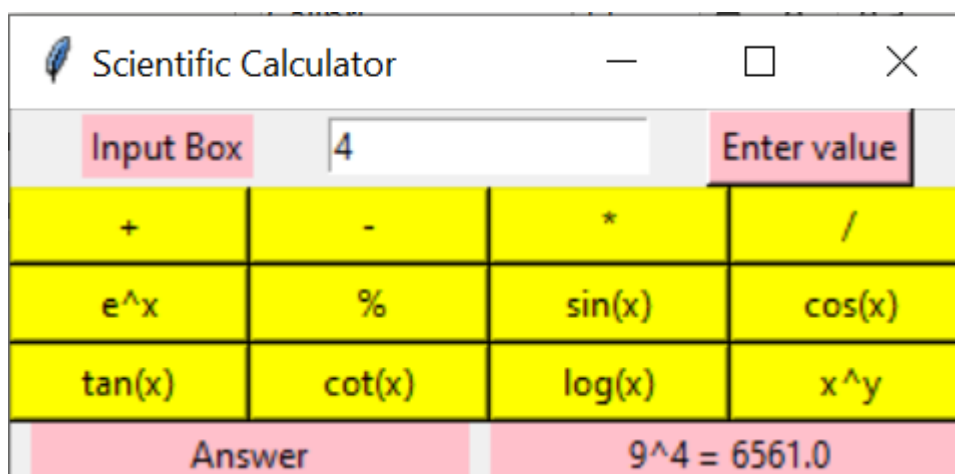 Scientific Calculator
Input Box 4 Enter value
+ - * /
e^x % sin(x) cos(x)
tan(x) cot(x) log(x) x^y
Answer 9^4 = 6561.0